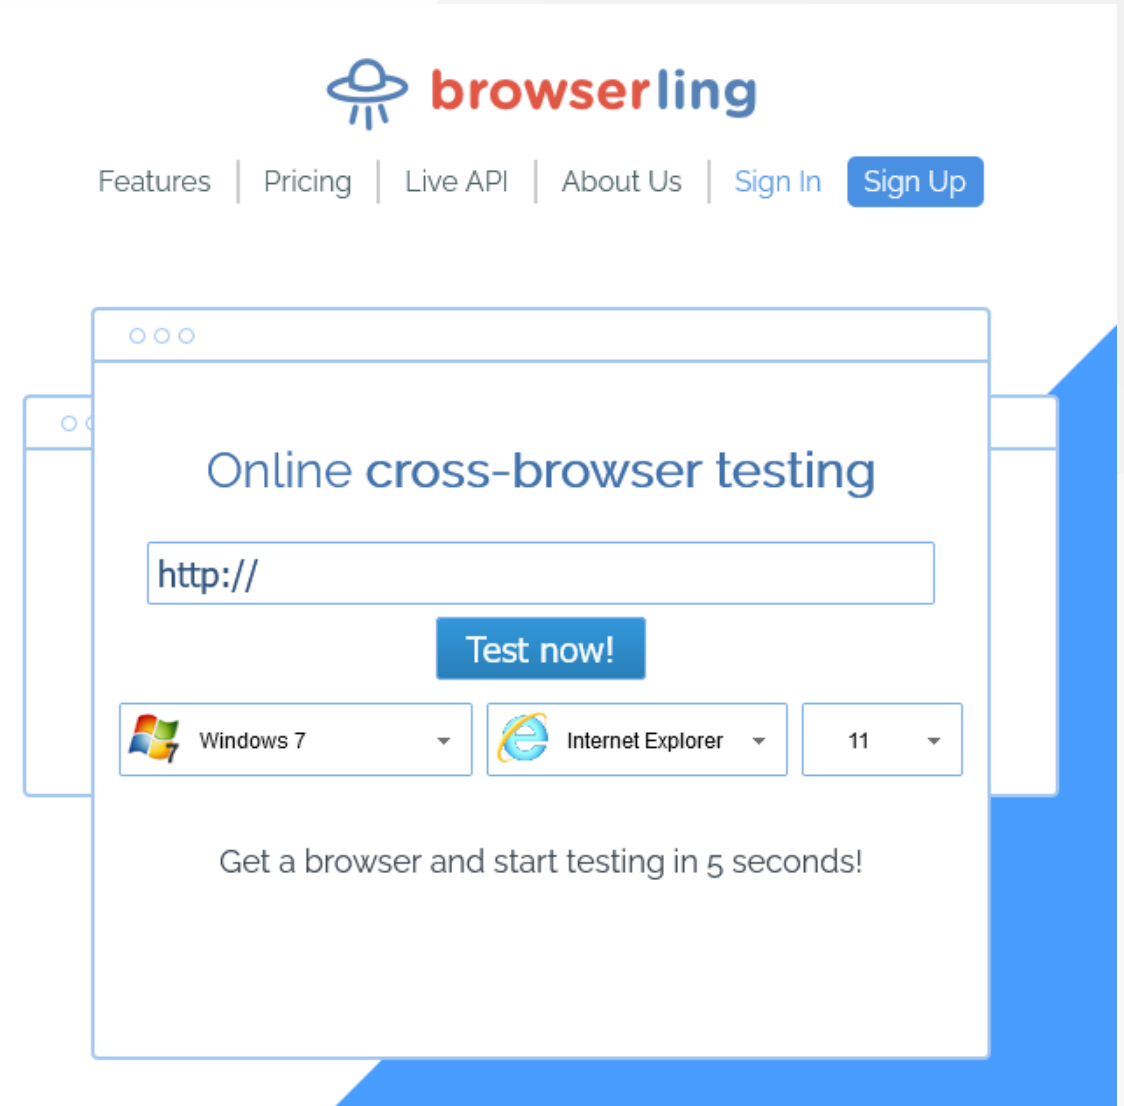 browserling
Features Pricing Live API About Us Sign In Sign Up
Online cross-browser testing
http://
Test now!
7 Windows 7 Internet Explorer 11
Get a browser and start testing in 5 seconds!